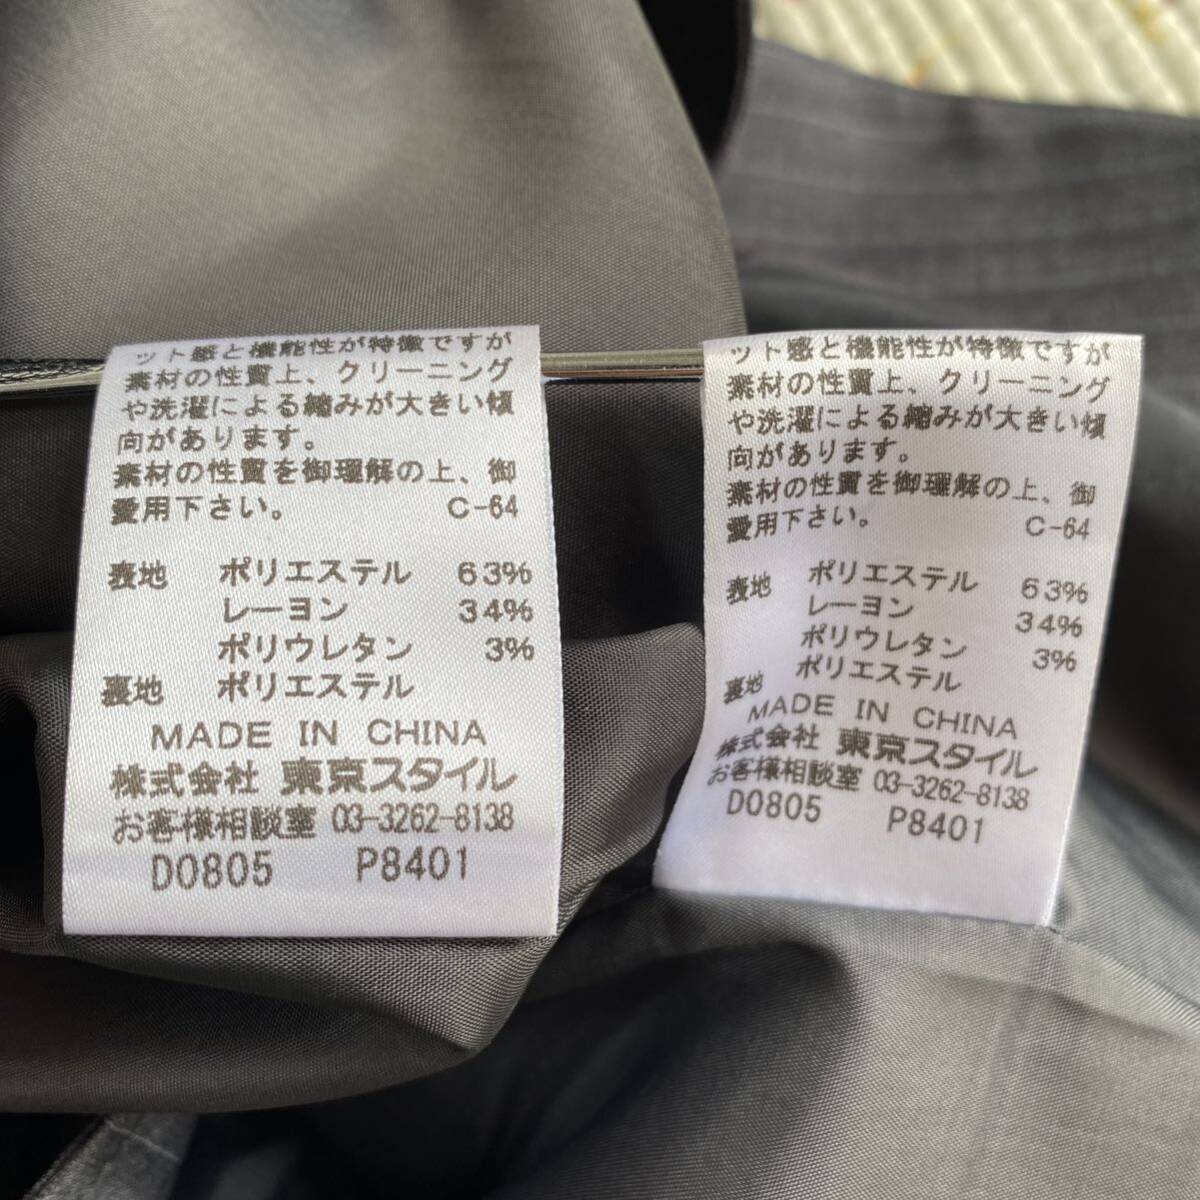 ット感と機能性が特徴ですが
素材の性質上、クリーニング
や洗濯による縮みが大きい傾
向があります。
素材の性質を御理解の上、御
愛用下さい。 C-64
表地 ポリエステル 63%
レーヨン 34%
ポリウレタン 3%
裏地 ポリエステル
MADE IN CHINA
株式会社 東京スタイル
お客様相談室 03-3262-8138
D0805 P8401
ット感と機能性が特徴ですが
素材の性質上、クリーニング
や洗濯による縮みが大きい傾
向があります。
素材の性質を御理解の上、御
愛用下さい。 C-64
表地 ポリエステル 63%
レーヨン 34%
ポリウレタン 3%
裏地 ポリエステル
MADE IN CHINA
株式会社 東京スタイル
お客様相談室 03-3262-8138
D0805 P8401